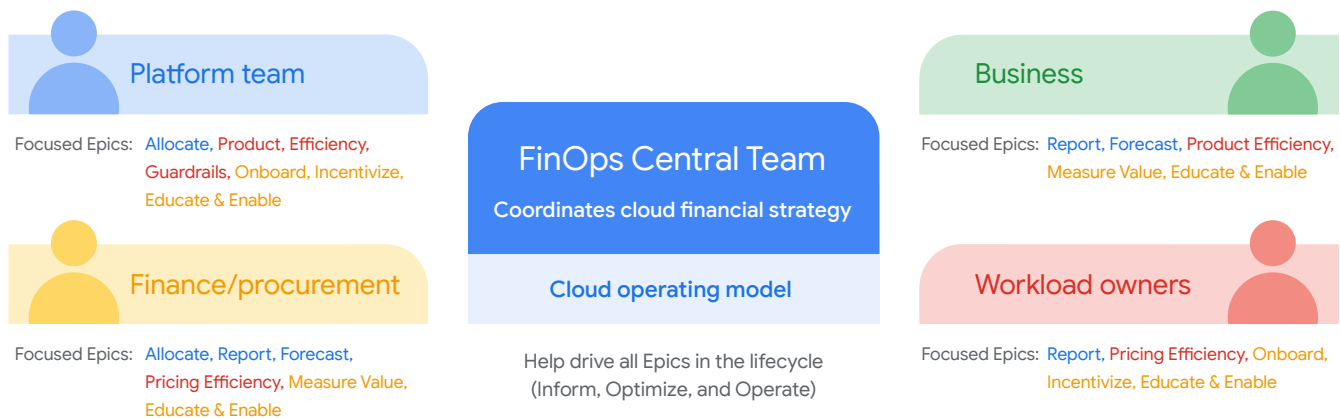 Platform team
Focused Epics: Allocate, Product, Efficiency,
Guardrails, Onboard, Incentivize,
Educate & Enable
Finance/procurement
Focused Epics: Allocate, Report, Forecast,
Pricing Efficiency, Measure Value,
Educate & Enable
FinOps Central Team
Coordinates cloud financial strategy
Cloud operating model
Help drive all Epics in the lifecycle
(Inform, Optimize, and Operate)
Business
Focused Epics: Report, Forecast, Product Efficiency,
Measure Value, Educate & Enable
Workload owners
Focused Epics: Report, Pricing Efficiency, Onboard,
Incentivize, Educate & Enable